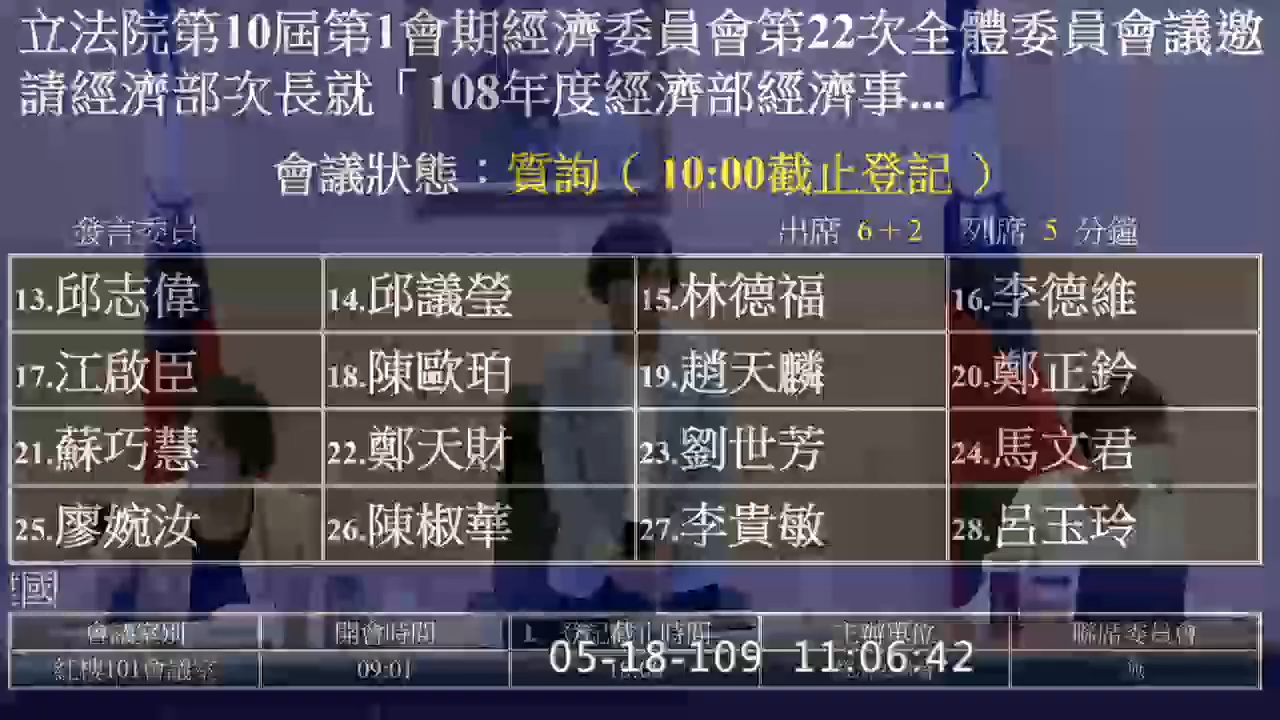 立法院第10屆第1會期經濟委員會第22次全體委員會議邀
請經濟部次長就「108年度經濟部經濟事...
會議狀態：質詢（ 10:00截止登記 ）
發言委員 出席 6+2 列席 5 分鐘
13.邱志偉 14.邱議瑩 15.林德福 16.李德維
17.江啟臣 18.陳歐珀 19.趙天麟 20.鄭正鈐
21.蘇巧慧 22.鄭天財 23.劉世芳 24.馬文君
25.廖婉汝 26.陳椒華 27.李貴敏 28.呂玉玲
國
會議室別 開會時間 登記截止時間 主辦單位 聯席委員會
紅樓101會議室 09:01 無
05-18-109 11:06:42